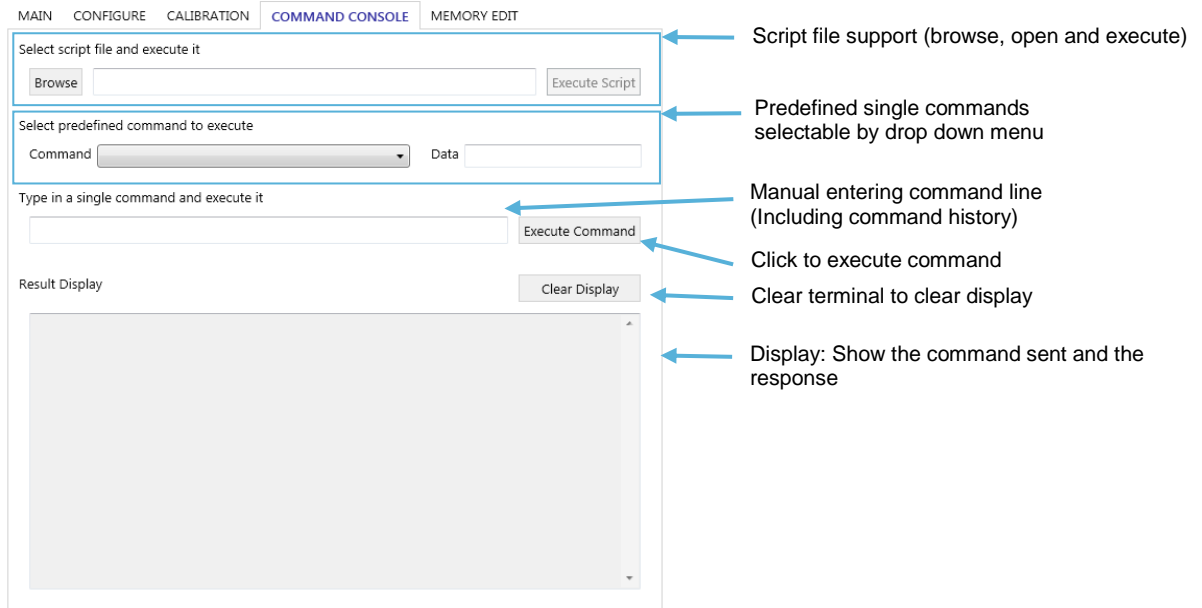 MAIN CONFIGURE CALIBRATION COMMAND CONSOLE MEMORY EDIT
Select script file and execute it
Browse Execute Script
Script file support (browse, open and execute)
Select predefined command to execute
Command Data
Predefined single commands
selectable by drop down menu
Type in a single command and execute it
Execute Command
Manual entering command line
(Including command history)
Click to execute command
Result Display Clear Display
Clear terminal to clear display
Display: Show the command sent and the
response